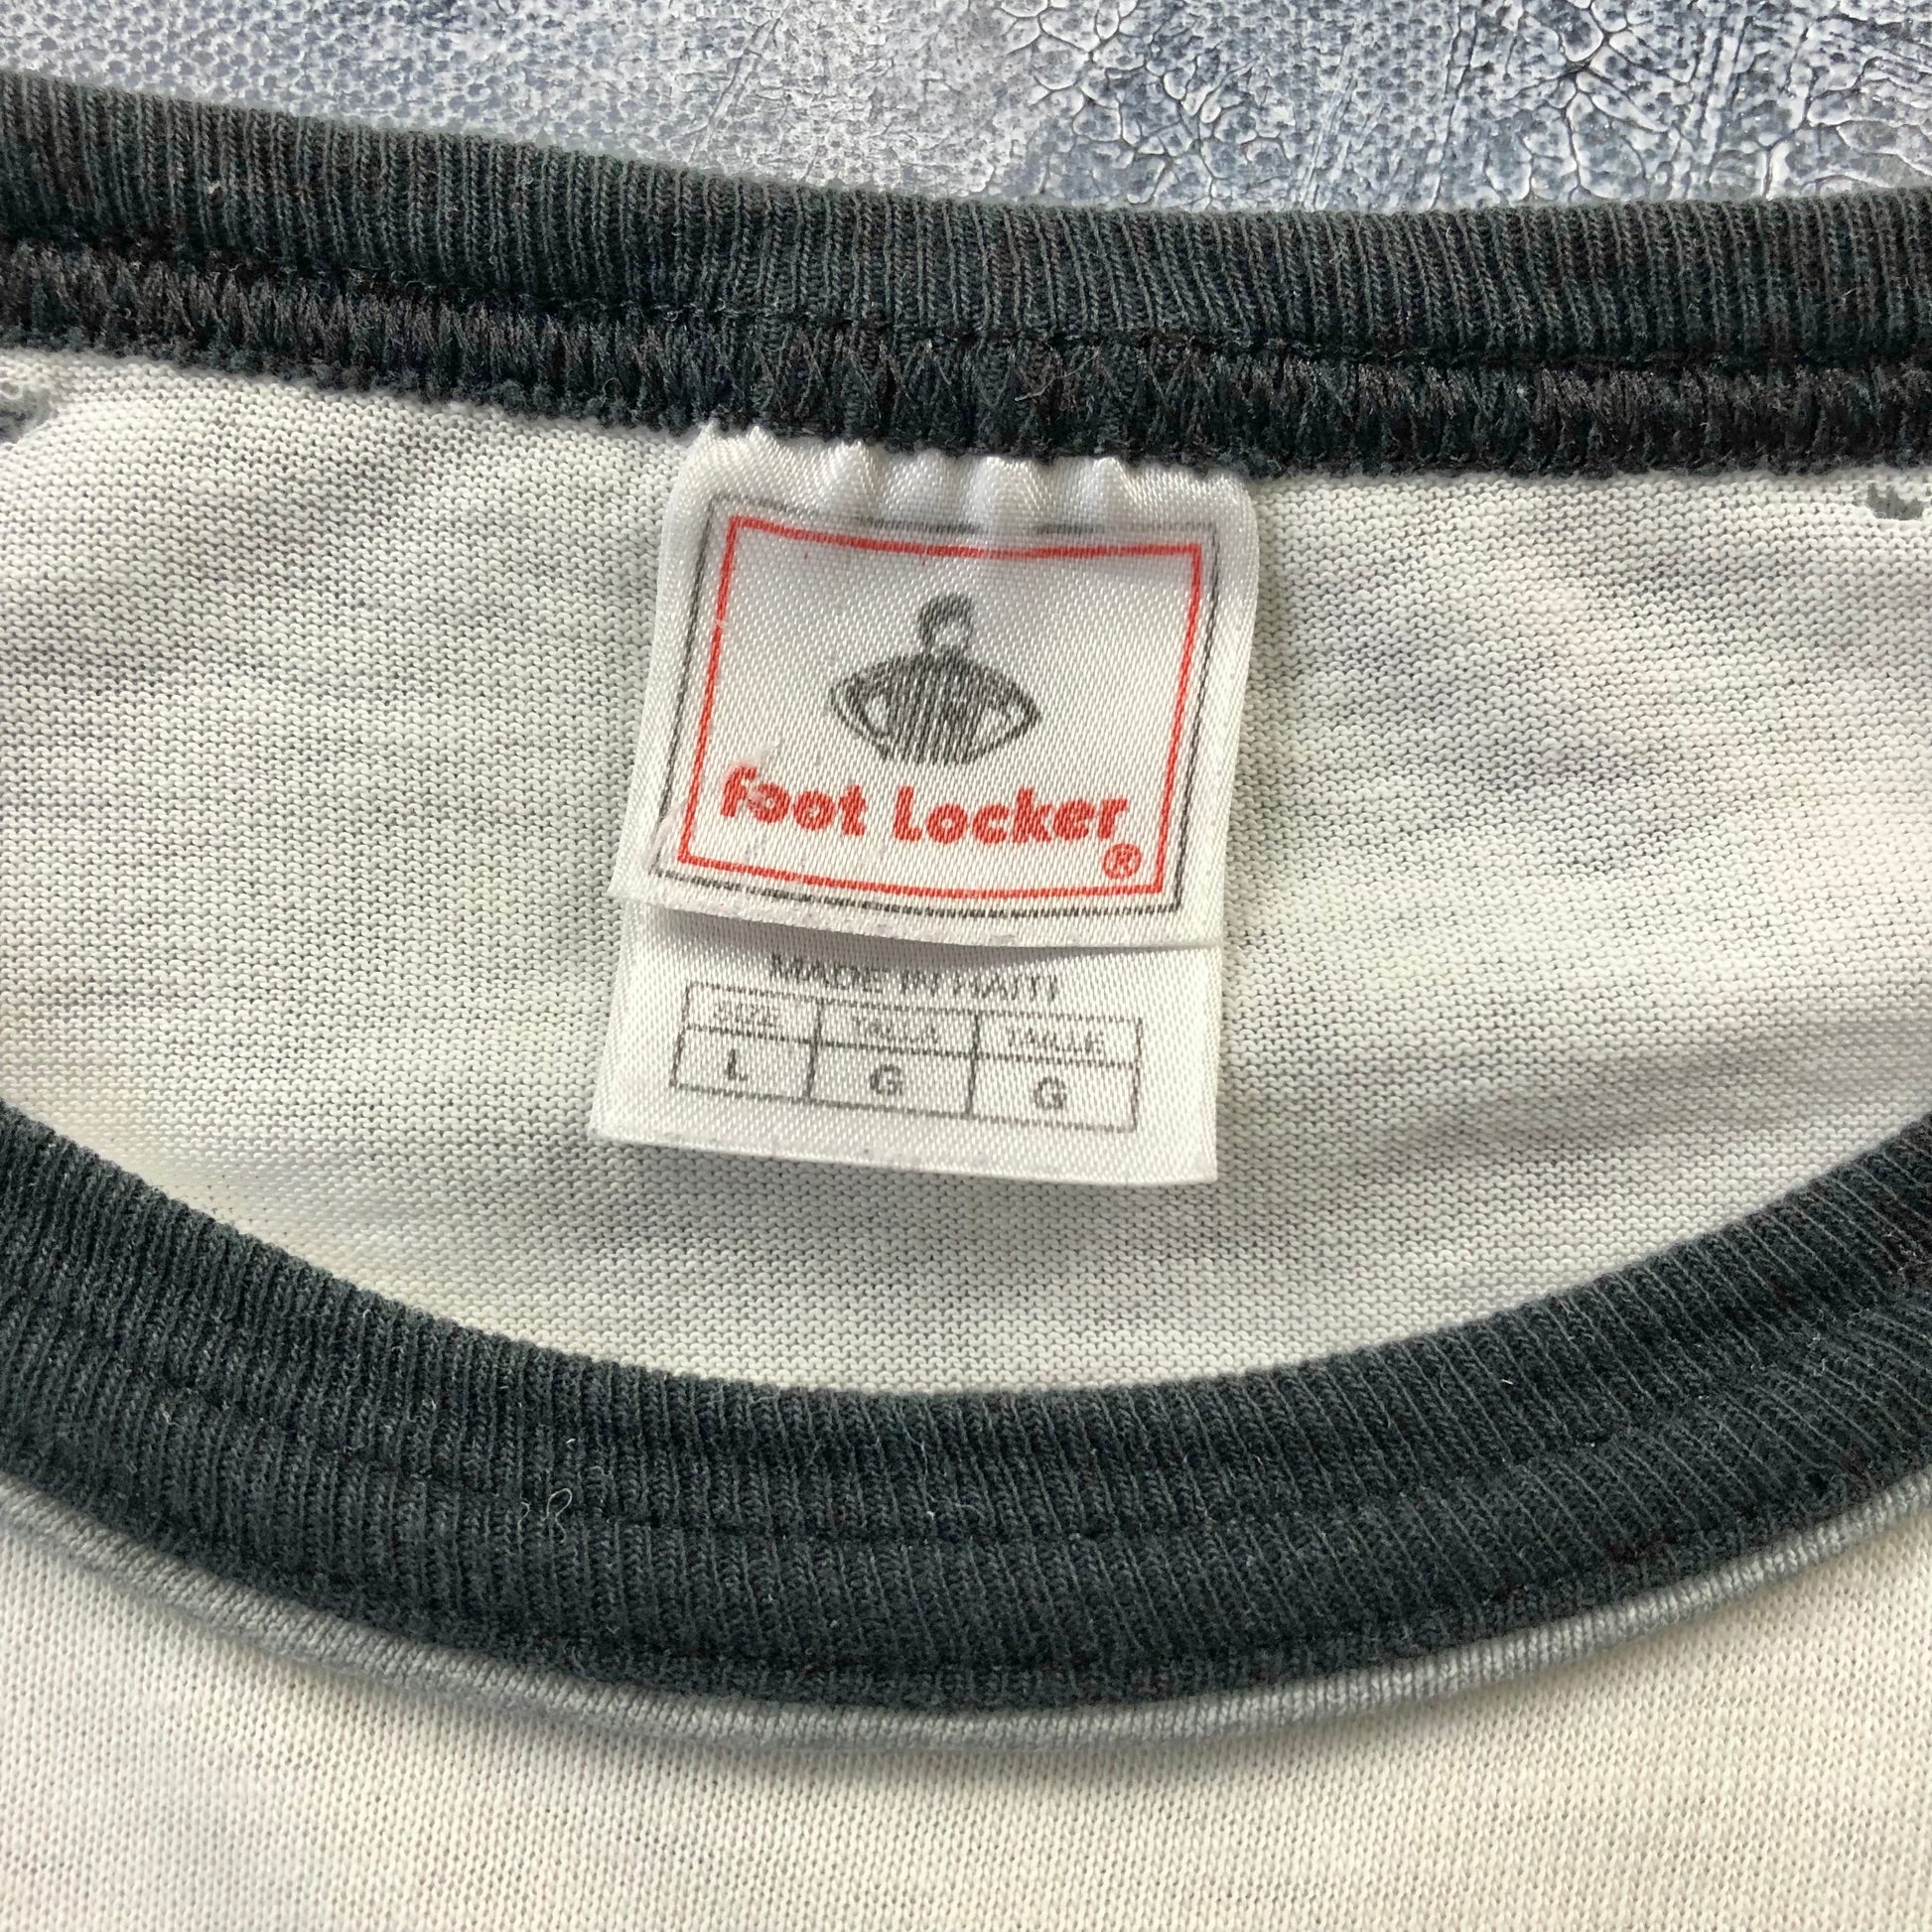 Foot Locker
®
MADE IN HAITI
SIZE TALLA TAILLE
L G G